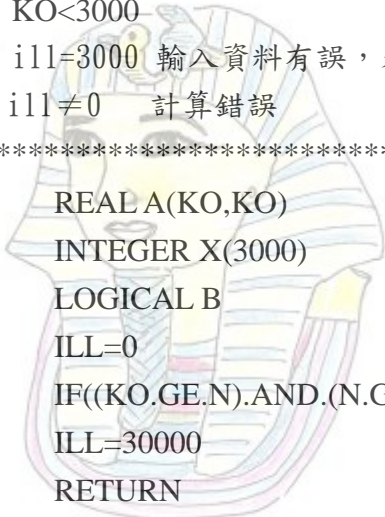 KO<3000
ill=3000 輸入資料有誤，
ill≠0 計算錯誤
*************************
REAL A(KO,KO)
INTEGER X(3000)
LOGICAL B
ILL=0
IF((KO.GE.N).AND.(N.G
ILL=30000
RETURN